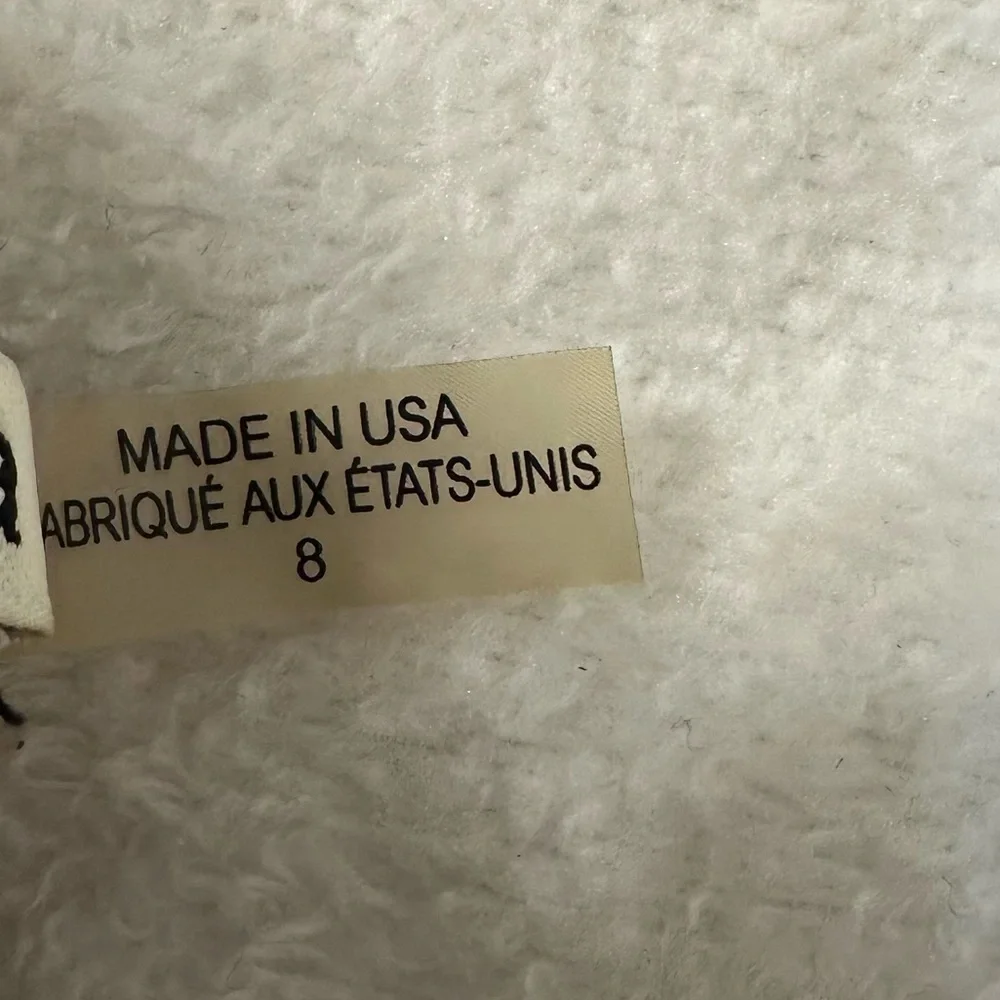 MADE IN USA
ABRIQUÉ AUX ÉTATS-UNIS
8